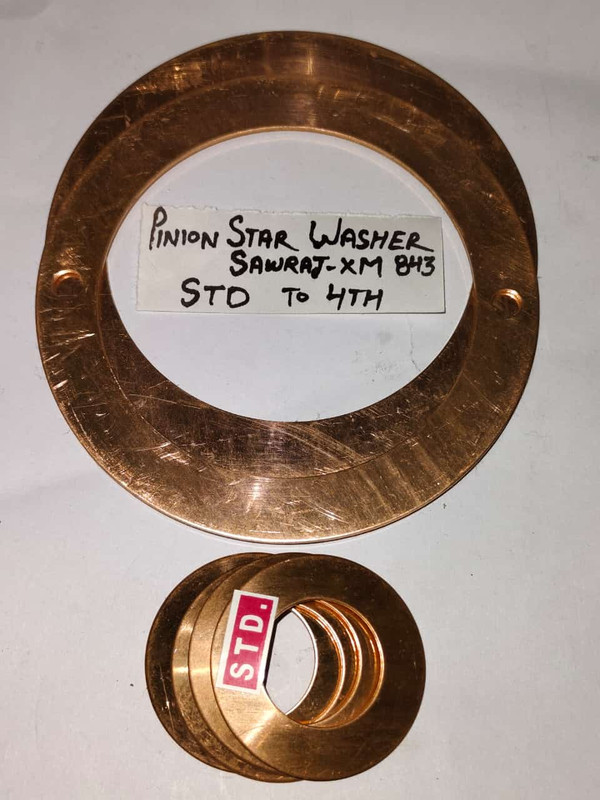 PINION STAR WASHER
SAWRAJ-XM 843
STD TO 4TH
STD.